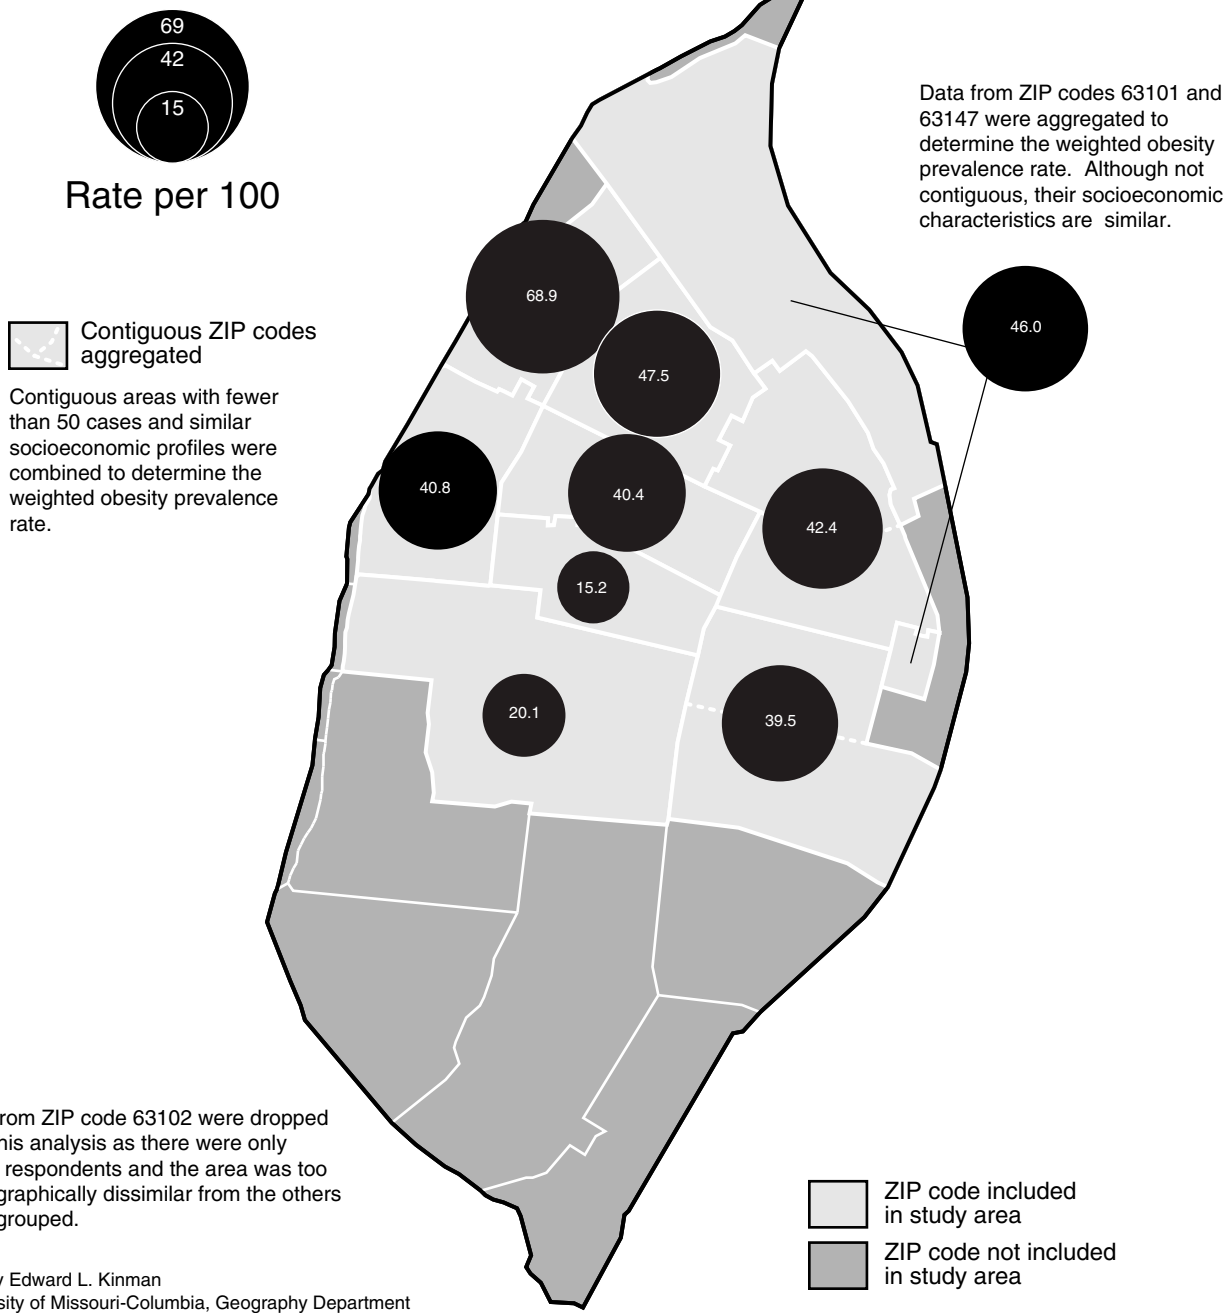 69
42
15
Rate per 100
Data from ZIP codes 63101 and
63147 were aggregated to
determine the weighted obesity
prevalence rate.  Although not
contiguous, their socioeconomic
characteristics are  similar.
68.9
46.0
47.5
Contiguous ZIP codes
aggregated
Contiguous areas with fewer
than 50 cases and similar
socioeconomic profiles were
combined to determine the
weighted obesity prevalence
rate.
40.8
40.4
42.4
15.2
20.1
39.5
rom ZIP code 63102 were dropped
his analysis as there were only
respondents and the area was too
graphically dissimilar from the others
grouped.
y Edward L. Kinman
sity of Missouri-Columbia, Geography Department
ZIP code included
in study area
ZIP code not included
in study area